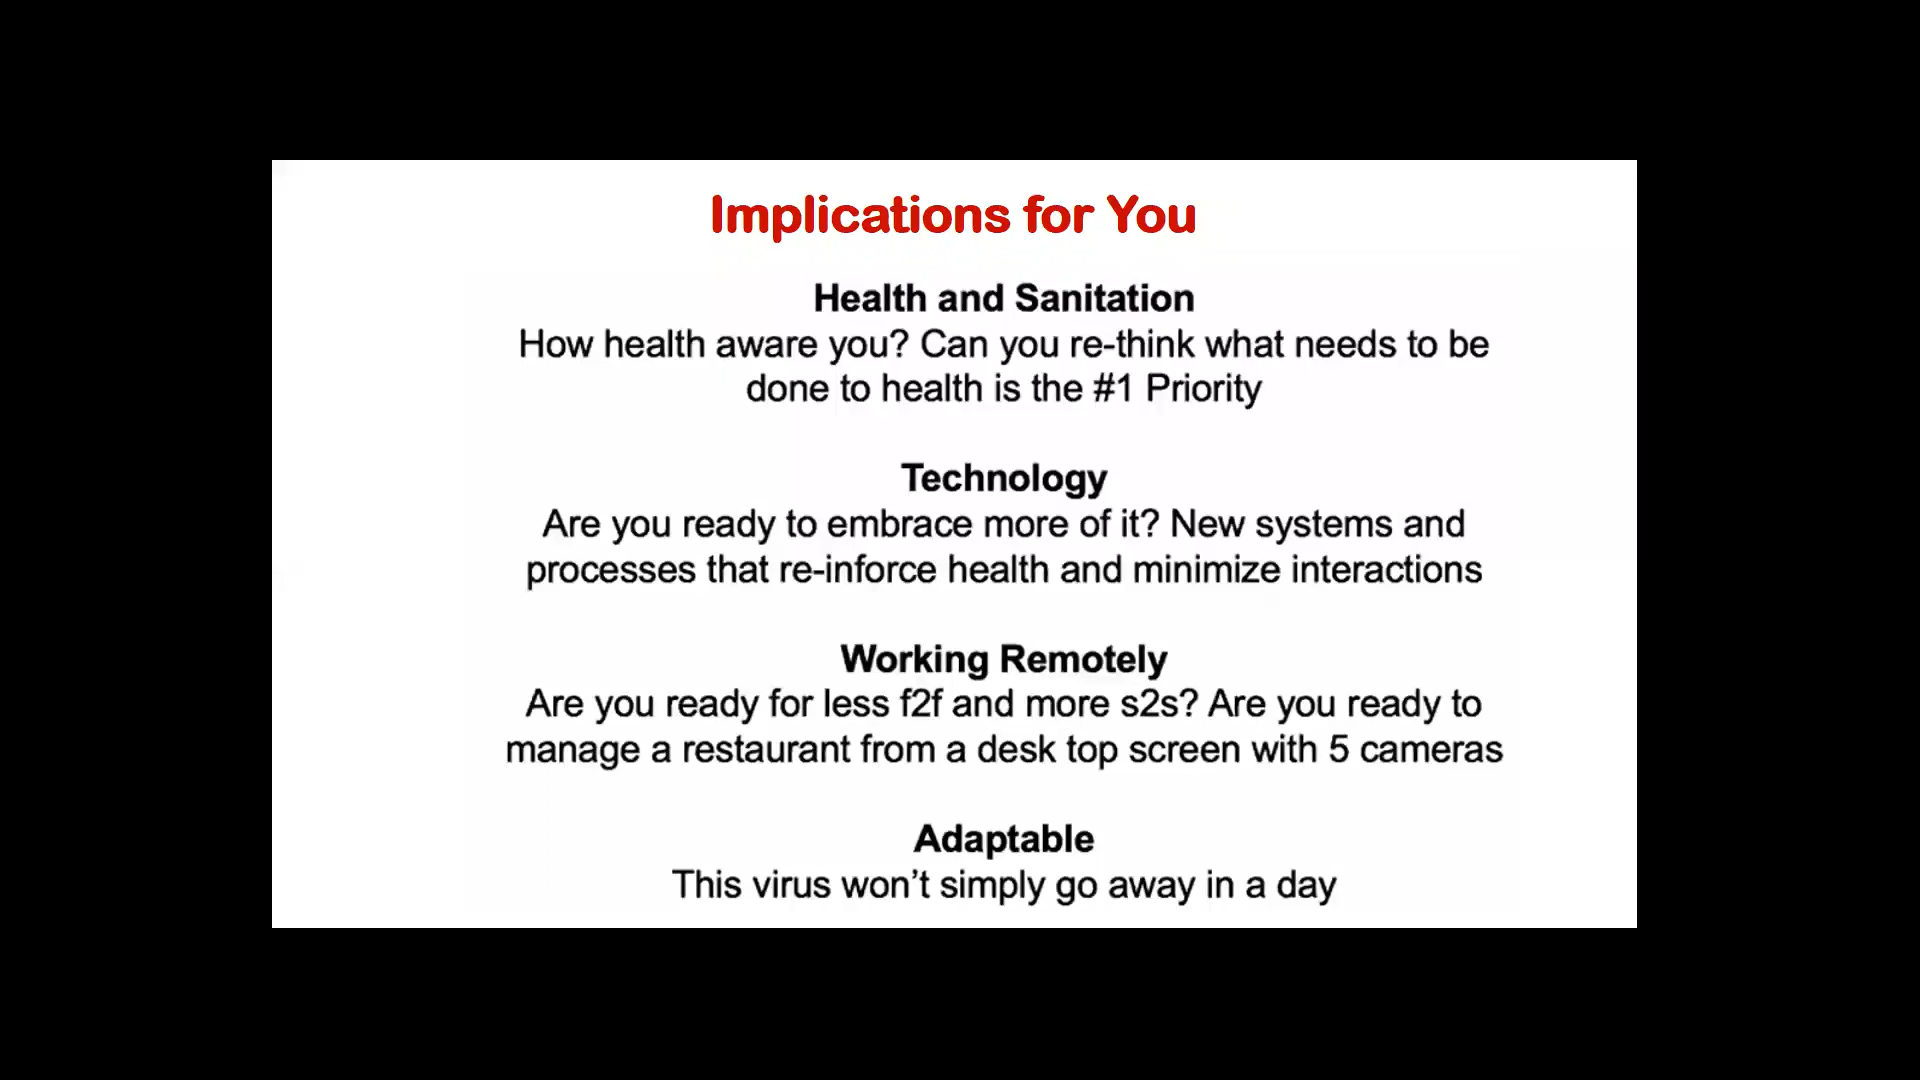 Implications for You
Health and Sanitation
How health aware you? Can you re-think what needs to be
done to health is the #1 Priority
Technology
Are you ready to embrace more of it? New systems and
processes that re-inforce health and minimize interactions
Working Remotely
Are you ready for less f2f and more s2s? Are you ready to
manage a restaurant from a desk top screen with 5 cameras
Adaptable
This virus won’t simply go away in a day